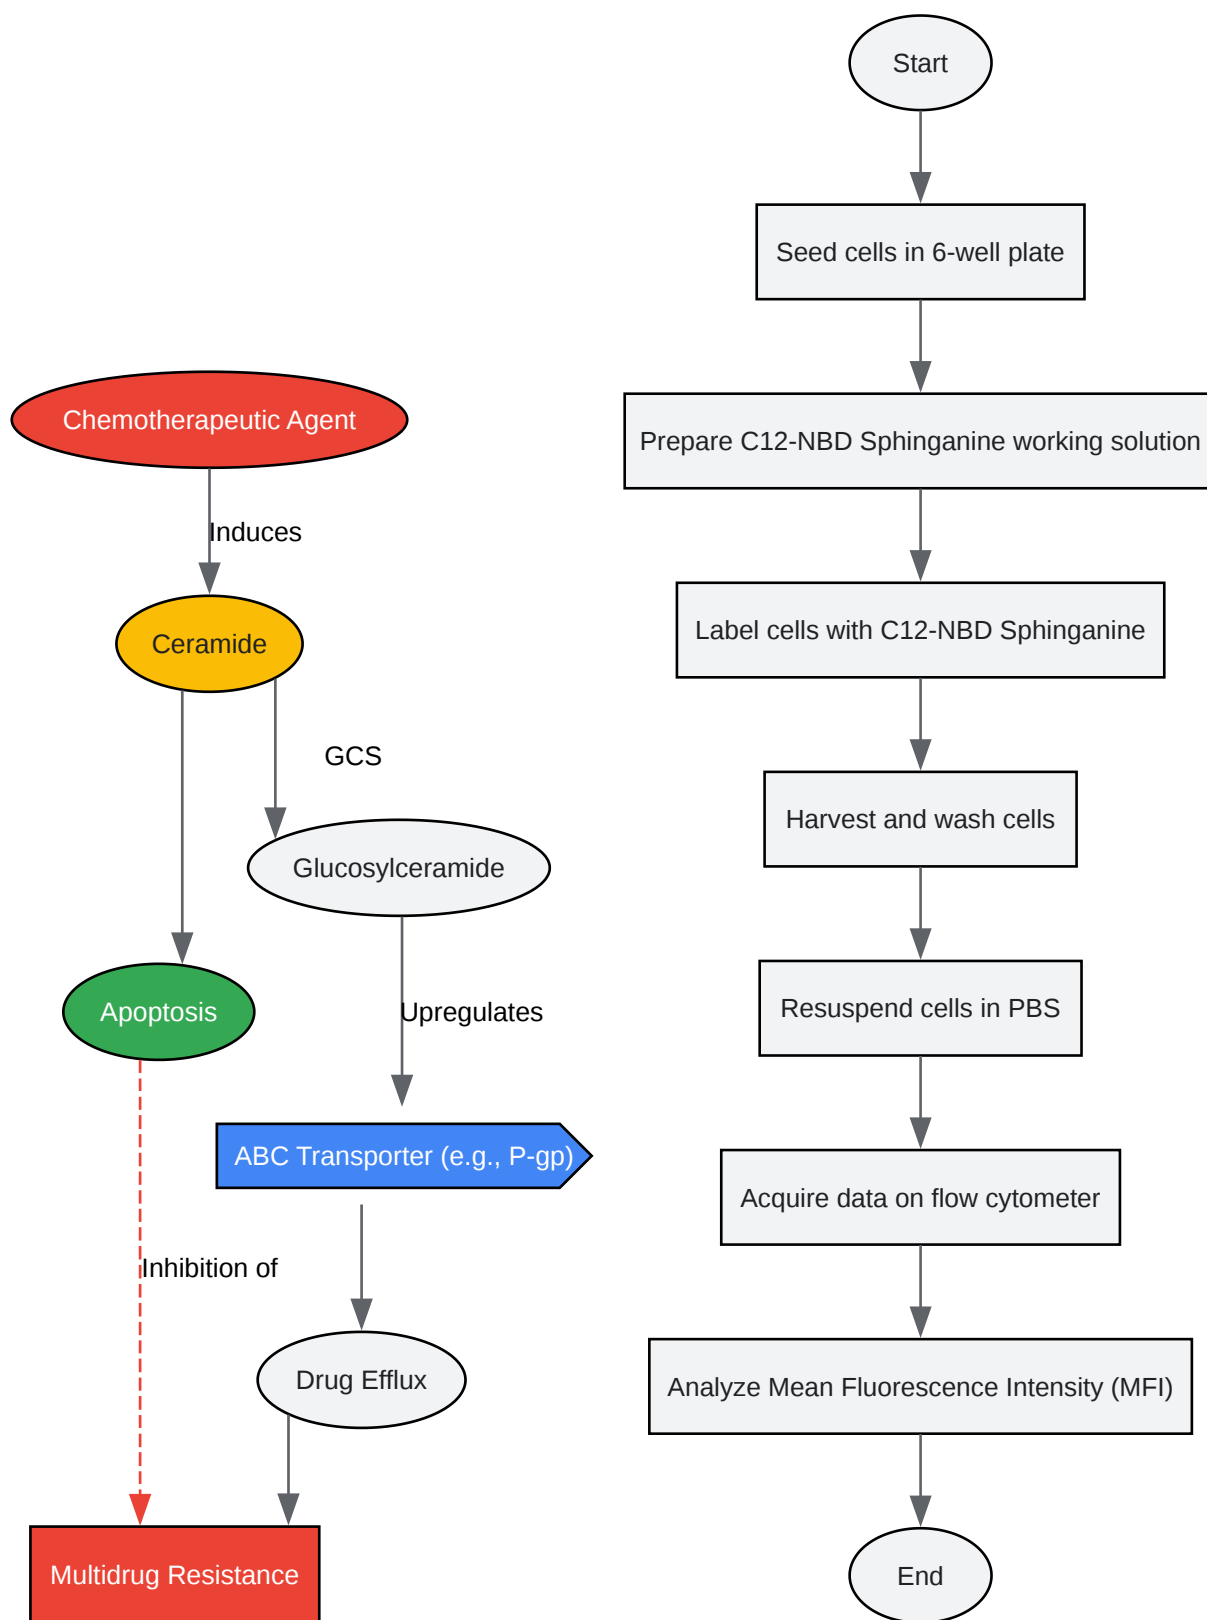 Chemotherapeutic Agent
Induces
Ceramide
GCS
Glucosylceramide
Apoptosis
Upregulates
ABC Transporter (e.g., P-gp)
Inhibition of
Drug Efflux
Multidrug Resistance
Start
Seed cells in 6-well plate
Prepare C12-NBD Sphinganine working solution
Label cells with C12-NBD Sphinganine
Harvest and wash cells
Resuspend cells in PBS
Acquire data on flow cytometer
Analyze Mean Fluorescence Intensity (MFI)
End